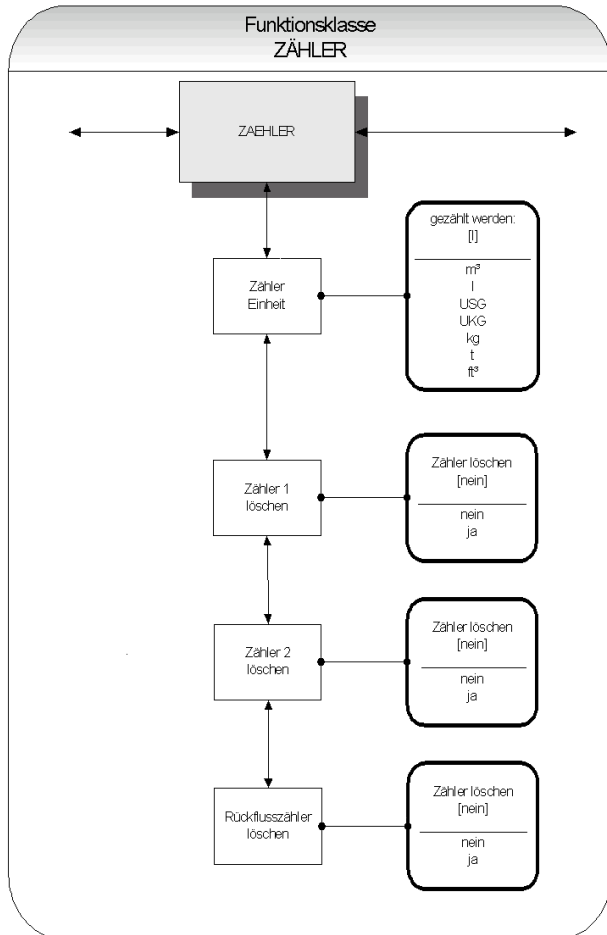 Funktionsklasse
ZÄHLER
ZAEHLER
gezählt werden:
[l]
m³
l
USG
UKG
kg
t
ft³
Zähler
Einheit
Zähler löschen
[nein]
nein
ja
Zähler 1
löschen
Zähler löschen
[nein]
nein
ja
Zähler 2
löschen
Zähler löschen
[nein]
nein
ja
Rückflusszähler
löschen